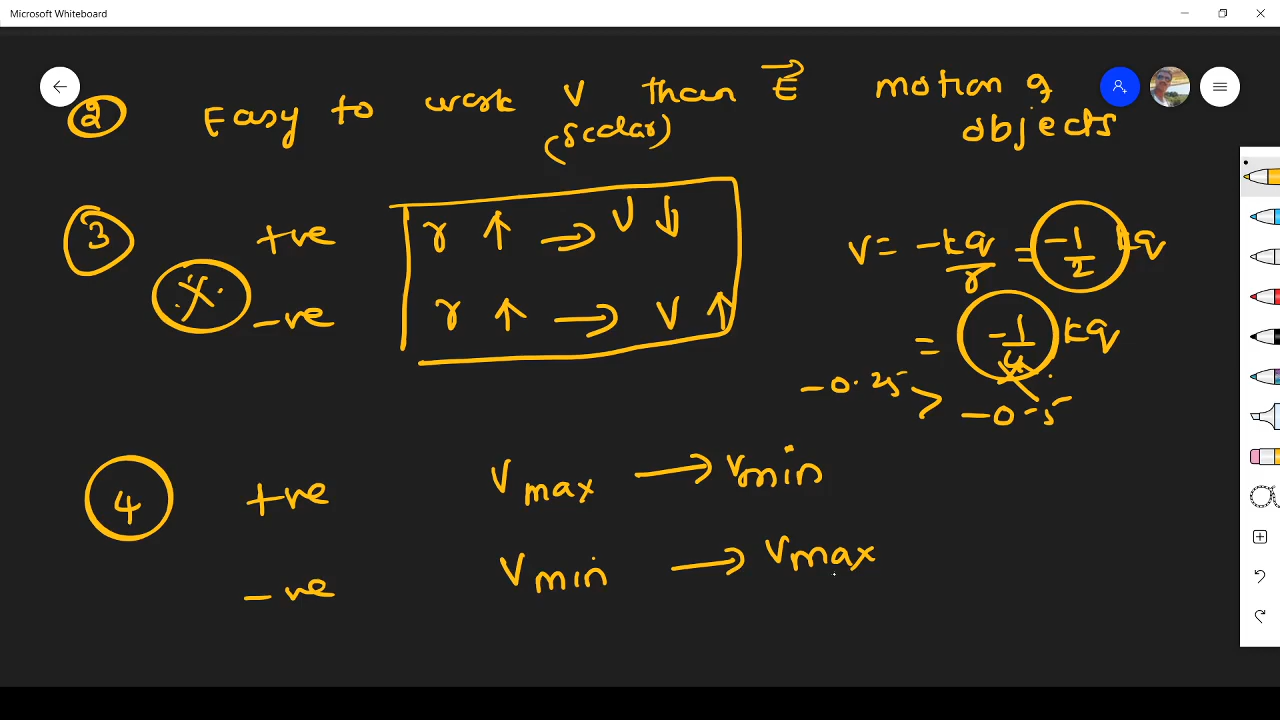 Microsoft Whiteboard
2 Easy to work V than E⃗ motion of
(scalar) objects
3 +ve r ↑ ⇒ V ↓ V = -kq/r = -1/2 kq
-ve r ↑ → V ↑ = -1/4 kq
-0.25 > -0.5
4 +ve Vmax → Vmin
-ve Vmin → Vmax